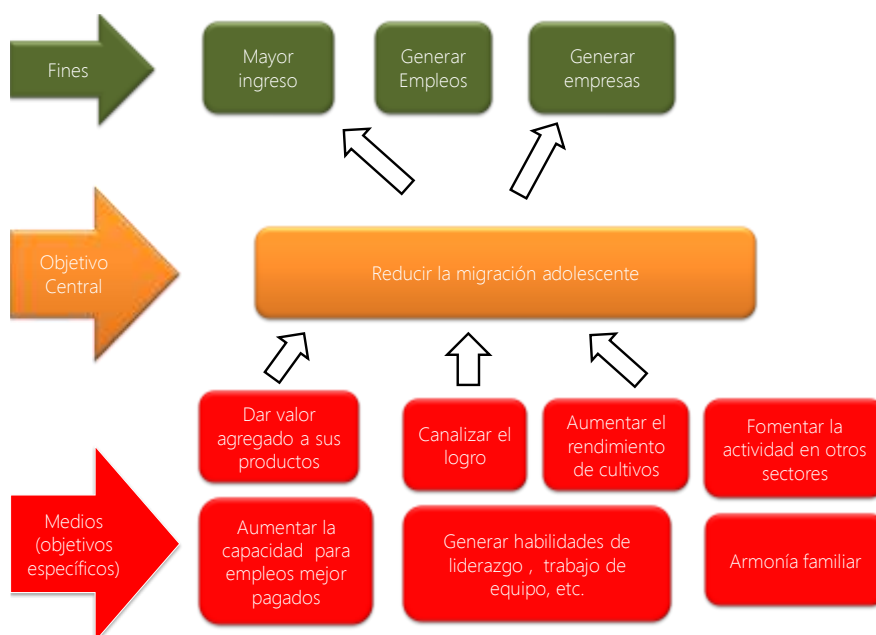 Fines
Mayor
ingreso
Generar
Empleos
Generar
empresas
Objetivo
Central
Reducir la migración adolescente
Dar valor
agregado a sus
productos
Canalizar el
logro
Aumentar el
rendimiento
de cultivos
Fomentar la
actividad en otros
sectores
Medios
(objetivos
específicos)
Aumentar la
capacidad para
empleos mejor
pagados
Generar habilidades de
liderazgo , trabajo de
equipo, etc.
Armonía familiar